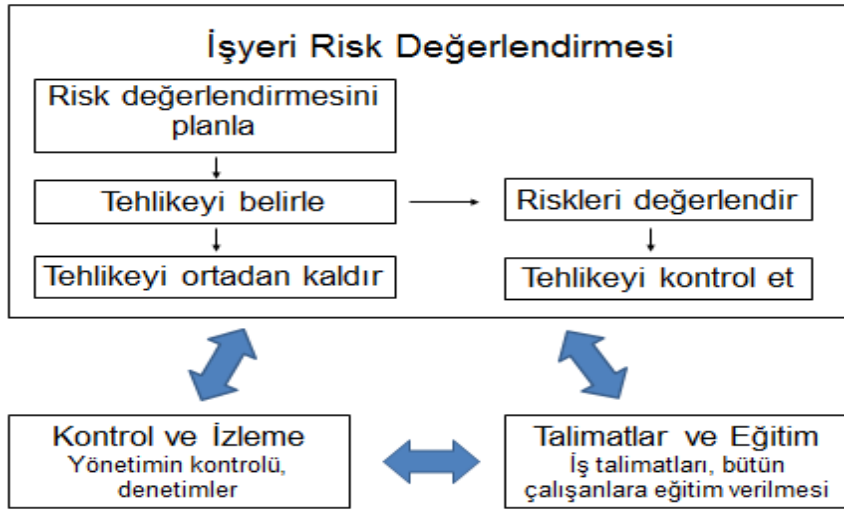 İşyeri Risk Değerlendirmesi
Risk değerlendirmesini
planla
Tehlikeyi belirle
Riskleri değerlendir
Tehlikeyi ortadan kaldır
Tehlikeyi kontrol et
Kontrol ve İzleme
Yönetimin kontrolü,
denetimler
Talimatlar ve Eğitim
İş talimatları, bütün
çalışanlara eğitim verilmesi